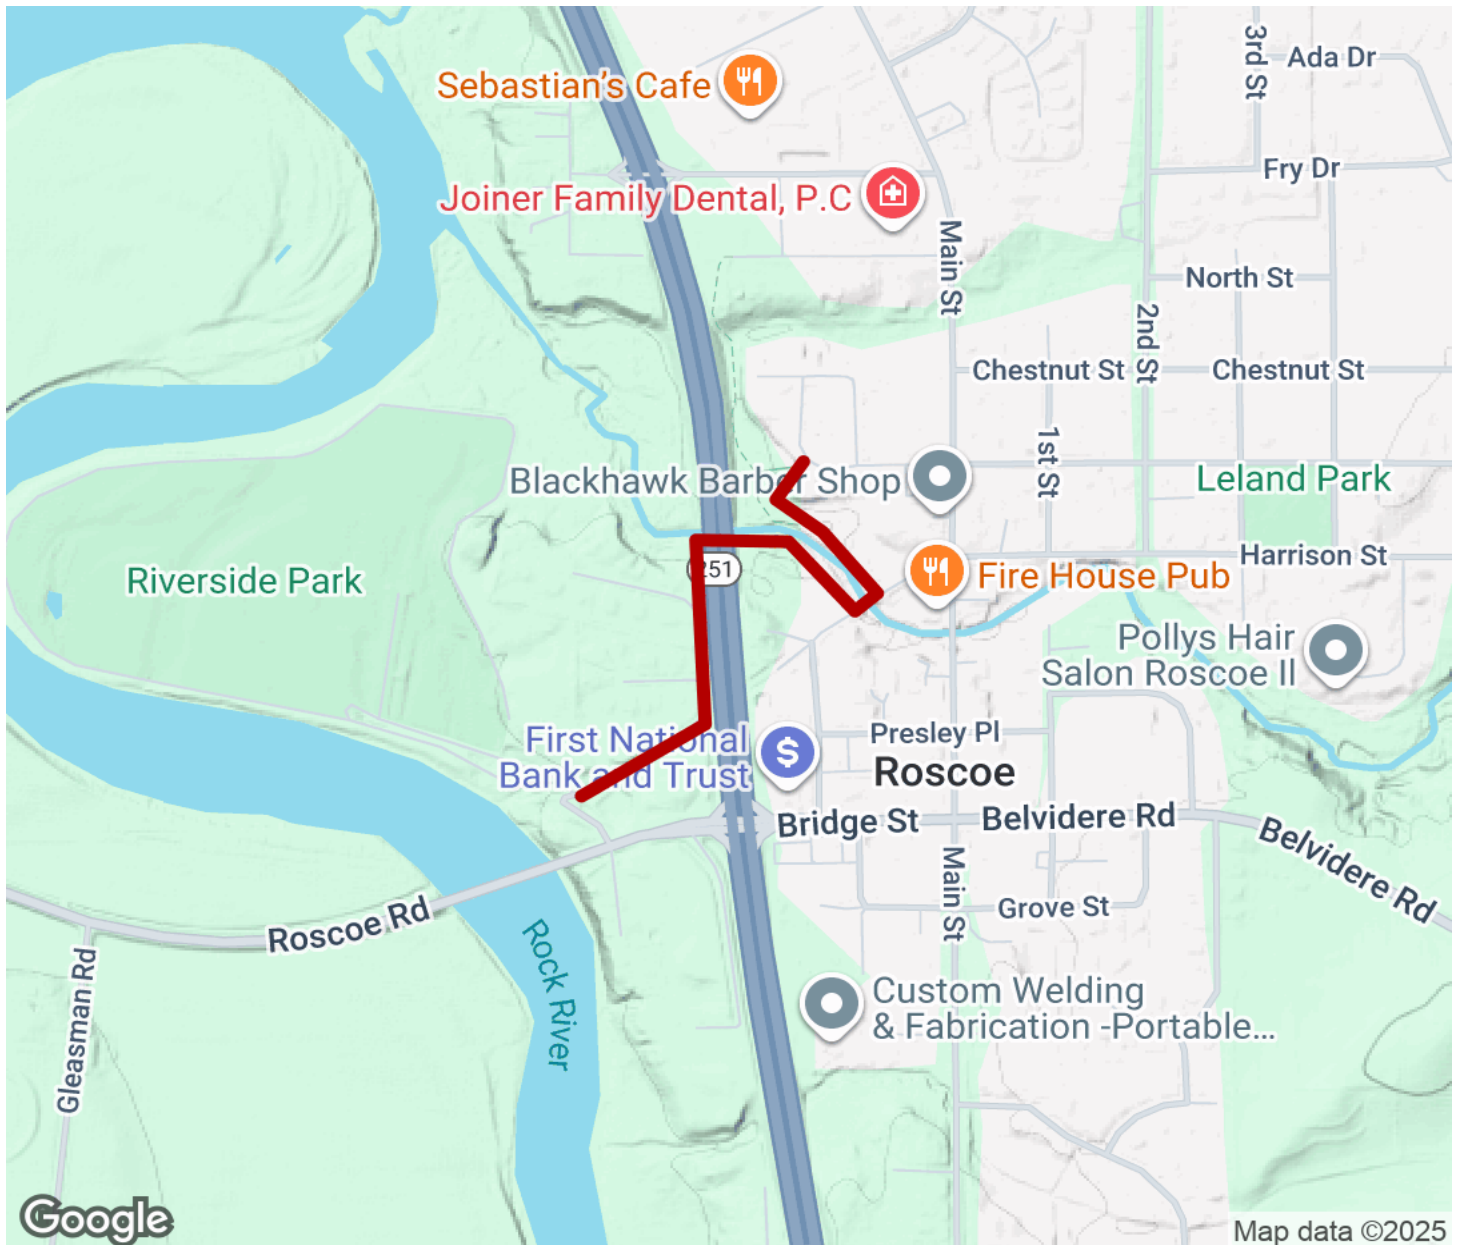 3rd St
Ada Dr
Sebastian's Cafe
Fry Dr
Joiner Family Dental, P.C
Main St
North St
2nd St
Chestnut St
Chestnut St
1st St
Blackhawk Barber Shop
Leland Park
Harrison St
251
Riverside Park
Fire House Pub
Pollys Hair
Salon Roscoe Il
First National
Bank and Trust
Presley Pl
Roscoe
Bridge St
Belvidere Rd
Belvidere Rd
Main St
Grove St
Roscoe Rd
Rock River
Gleasman Rd
Custom Welding
& Fabrication -Portable...
Google
Map data ©2025